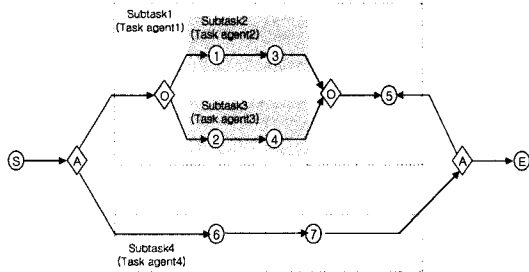 Subtask1
(Task agent1)
Subtask2
(Task agent2)
1
3
O
O
5
Subtask3
(Task agent3)
2
4
S
A
A
E
Subtask4
(Task agent4)
6
7